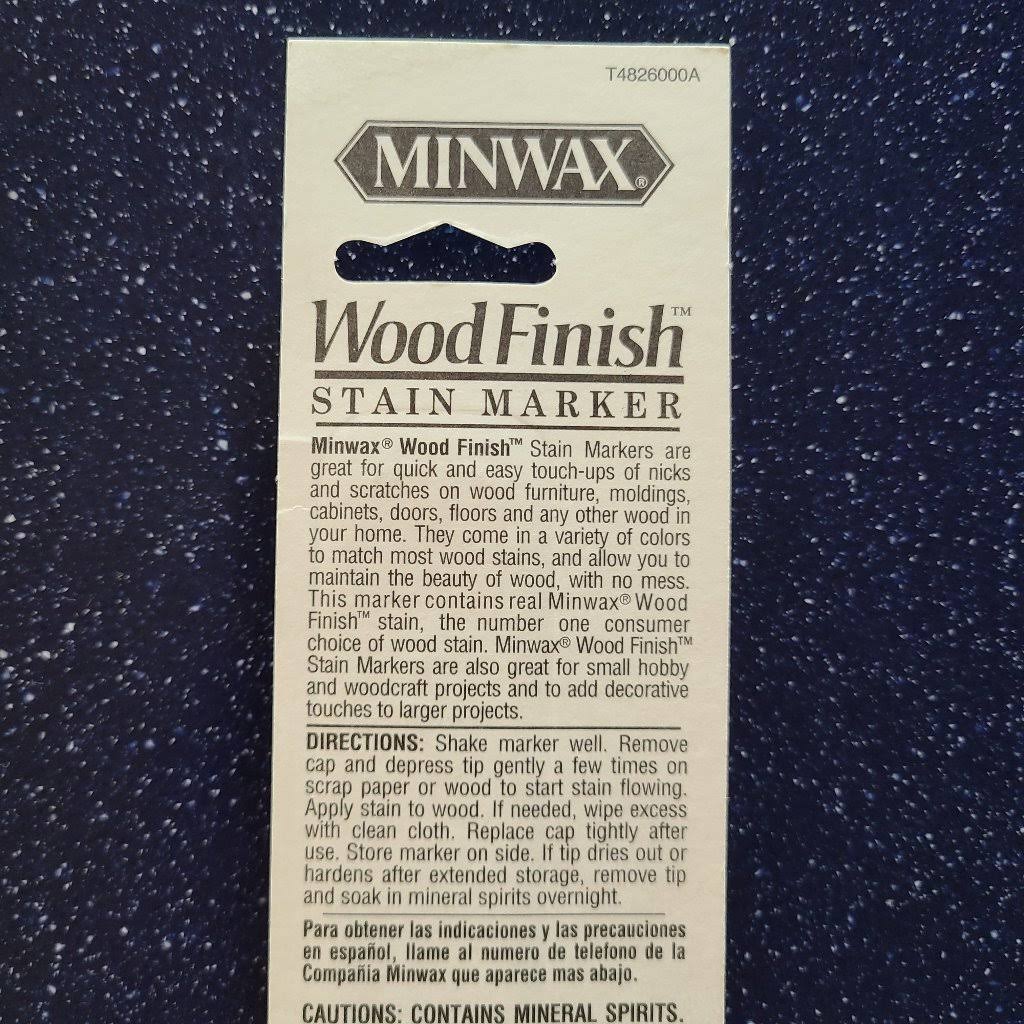 T4826000A
MINWAX®
Wood Finish™
STAIN MARKER
Minwax® Wood Finish™ Stain Markers are
great for quick and easy touch-ups of nicks
and scratches on wood furniture, moldings,
cabinets, doors, floors and any other wood in
your home. They come in a variety of colors
to match most wood stains, and allow you to
maintain the beauty of wood, with no mess.
This marker contains real Minwax® Wood
Finish™ stain, the number one consumer
choice of wood stain. Minwax® Wood Finish™
Stain Markers are also great for small hobby
and woodcraft projects and to add decorative
touches to larger projects.
DIRECTIONS: Shake marker well. Remove
cap and depress tip gently a few times on
scrap paper or wood to start stain flowing.
Apply stain to wood. If needed, wipe excess
with clean cloth. Replace cap tightly after
use. Store marker on side. If tip dries out or
hardens after extended storage, remove tip
and soak in mineral spirits overnight.
Para obtener las indicaciones y las precauciones
en español, llame al numero de telefono de la
Compañia Minwax que aparece mas abajo.
CAUTIONS: CONTAINS MINERAL SPIRITS.